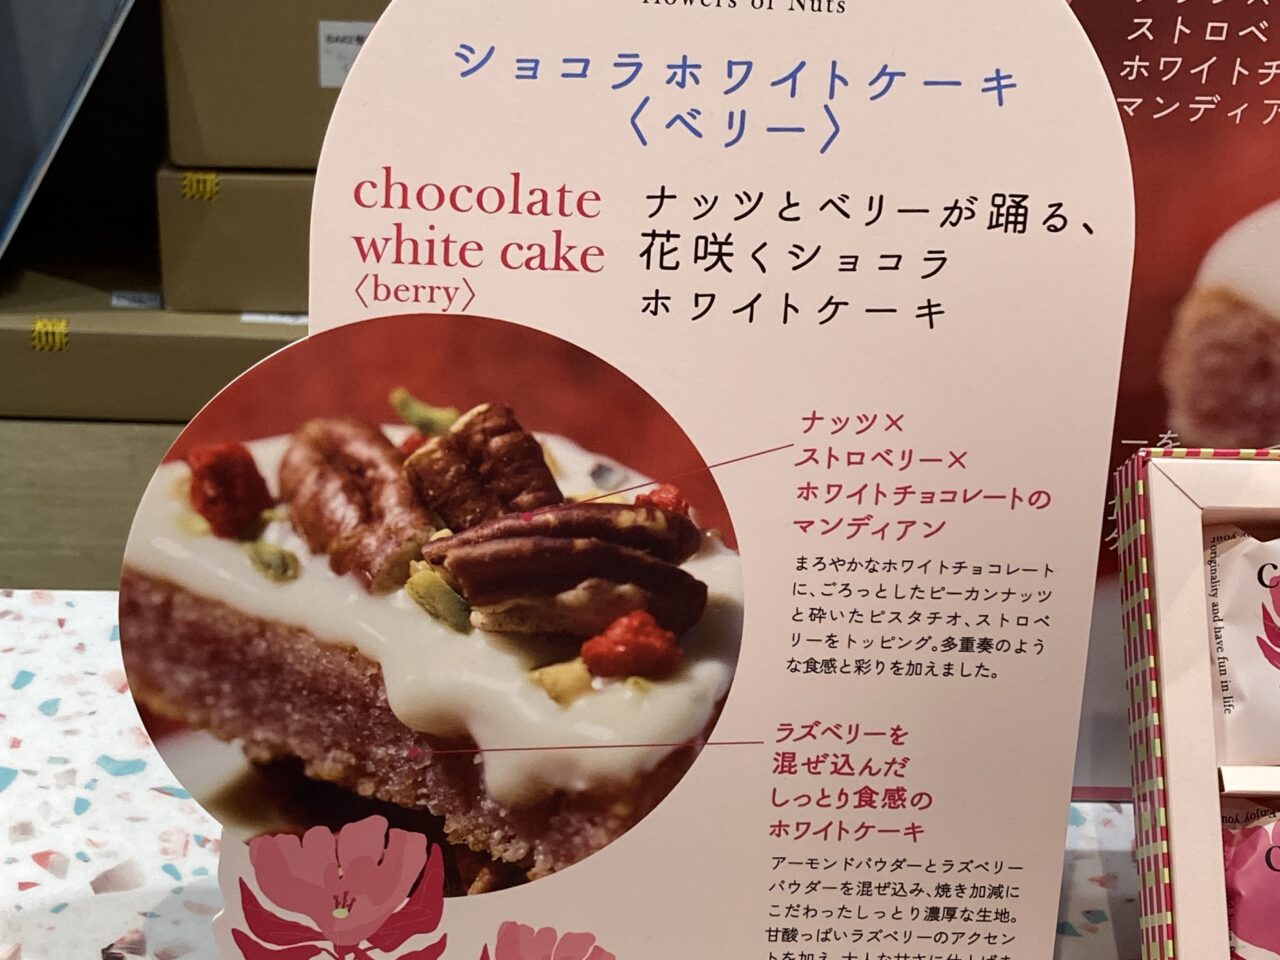 flowers of Nuts
ショコラホワイトケーキ
〈ベリー〉
chocolate
white cake
〈berry〉
ナッツとベリーが踊る、
花咲くショコラ
ホワイトケーキ
ナッツ×
ストロベリー×
ホワイトチョコレートの
マンディアン
まろやかなホワイトチョコレート
に、ごろっとしたピーカンナッツ
と砕いたピスタチオ、ストロベ
リーをトッピング。多重奏のよう
な食感と彩りを加えました。
ラズベリーを
混ぜ込んだ
しっとり食感の
ホワイトケーキ
アーモンドパウダーとラズベリー
パウダーを混ぜ込み、焼き加減に
こだわったしっとり濃厚な生地。
甘酸っぱいラズベリーのアクセン
ストロベ
ホワイトチ
マンディア
ーを
originality and have fun in life